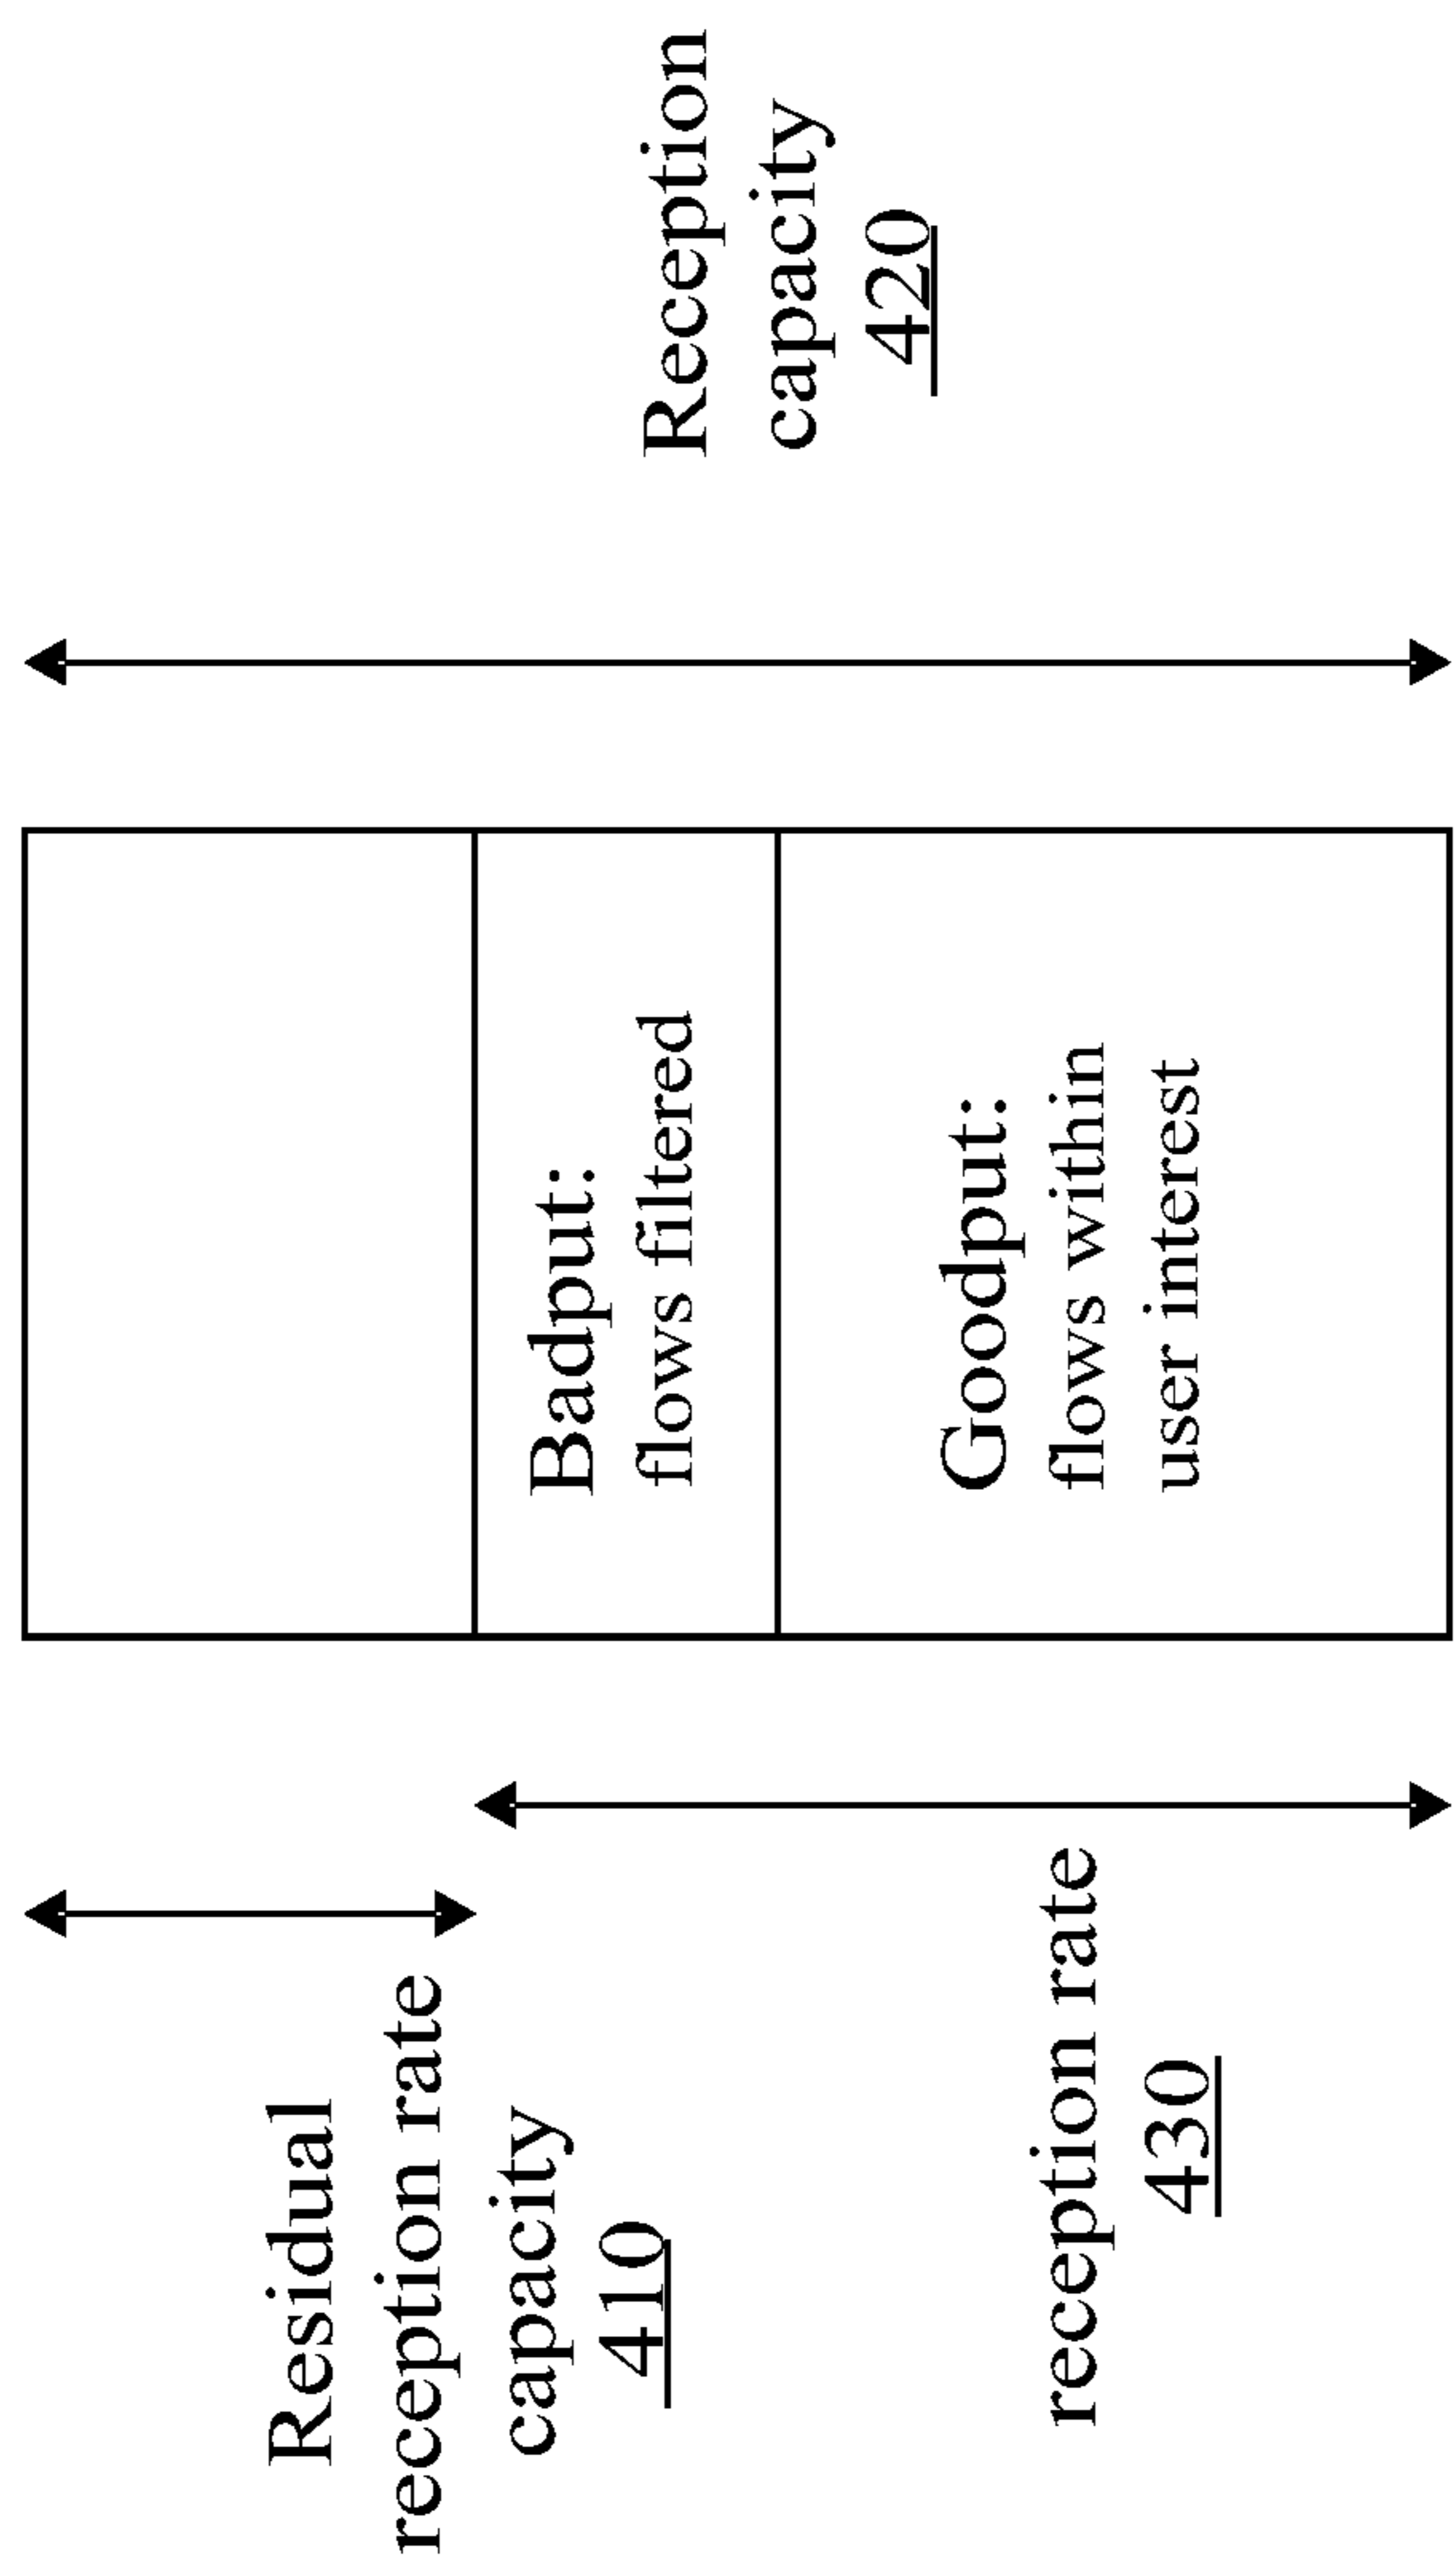 Residual
reception rate
capacity
410
reception rate
430
Badput:
flows filtered
Goodput:
flows within
user interest
Reception
capacity
420